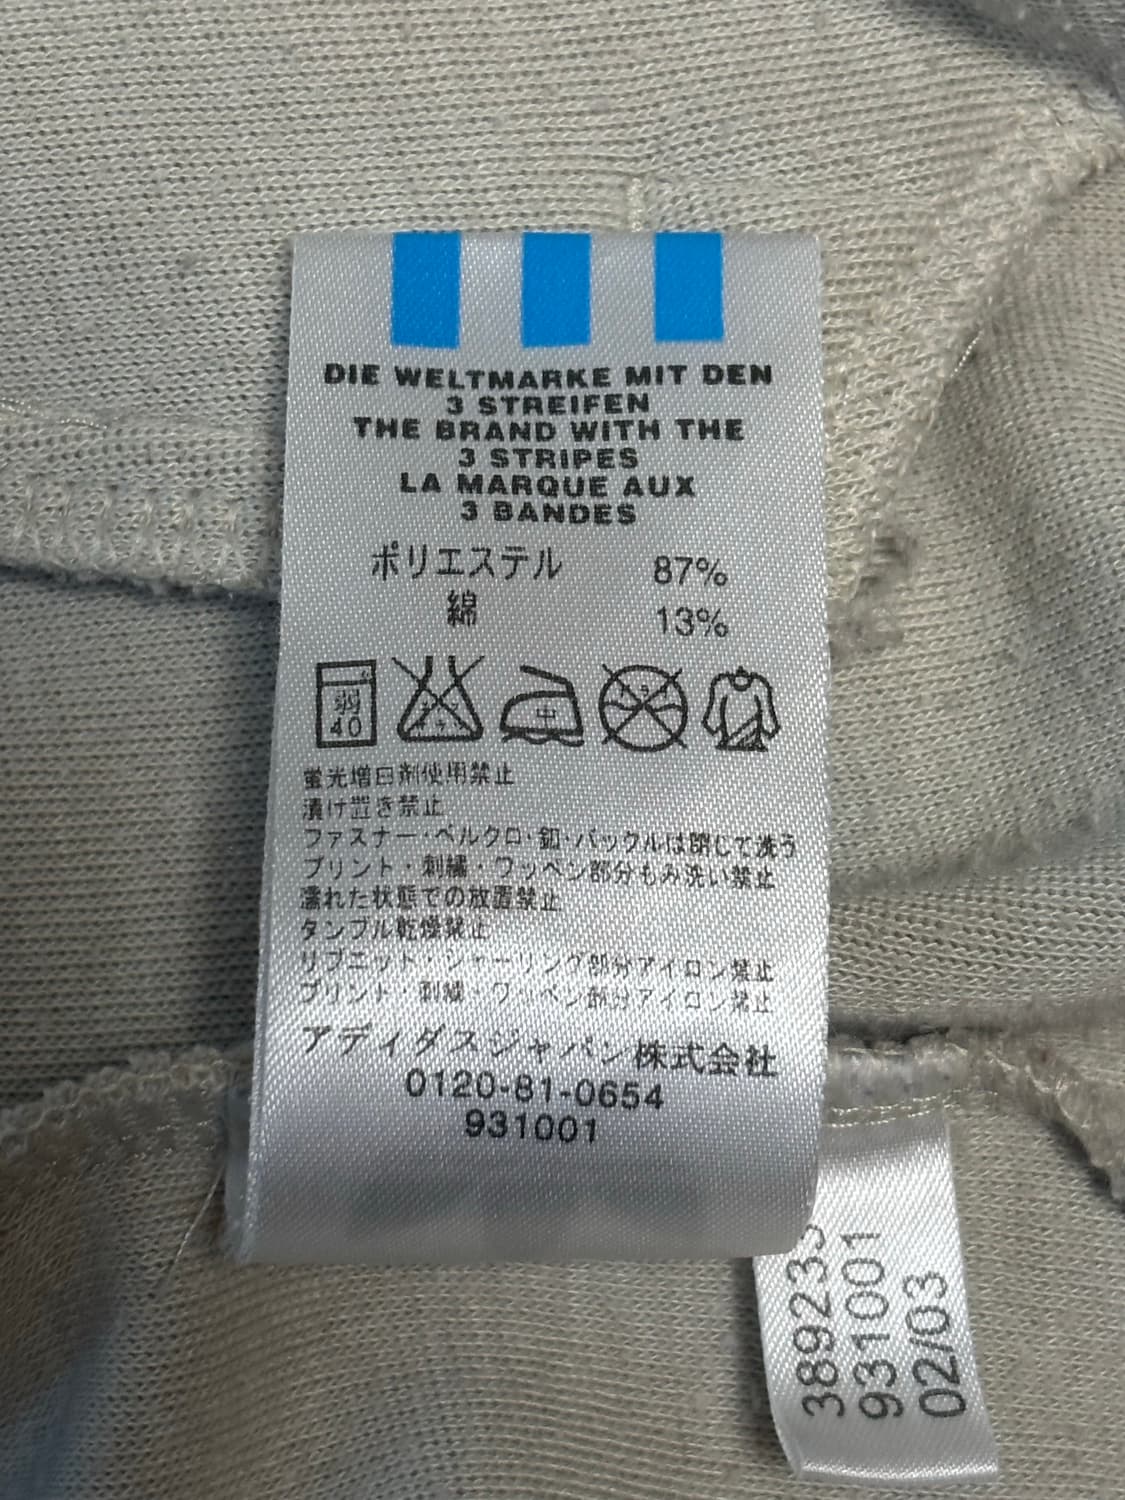 DIE WELTMARKE MIT DEN
3 STREIFEN
THE BRAND WITH THE
3 STRIPES
LA MARQUE AUX
3 BANDES
ポリエステル 87%
綿 13%
弱
40
中
蛍光増白剤使用禁止
漬け置き禁止
ファスナー・ベルクロ・釦・バックルは閉じて洗う
プリント・刺繍・ワッペン部分もみ洗い禁止
濡れた状態での放置禁止
タンブル乾燥禁止
リブニット・シャーリング部分アイロン禁止
プリント・刺繍・ワッペン部分アイロン禁止
アディダスジャパン株式会社
0120-81-0654
931001
389233
931001
02/03